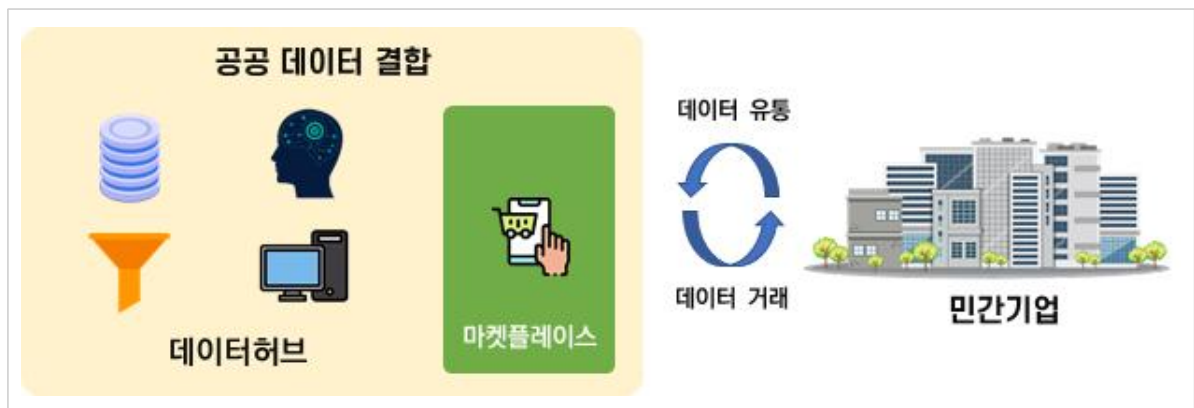 공공 데이터 결합
데이터허브
마켓플레이스
데이터 유통
데이터 거래
민간기업